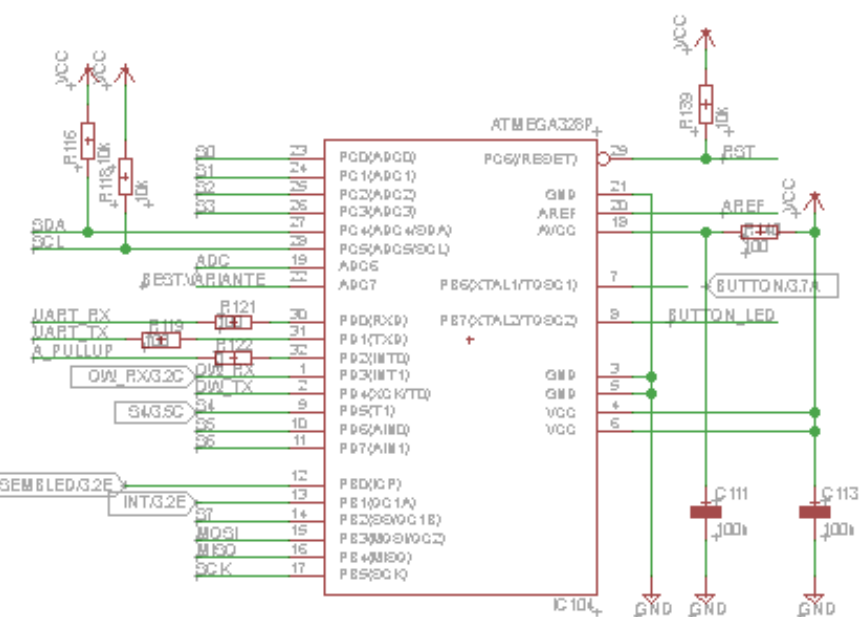 VCC
VCC
VCC
R116
10K
R118
10K
R139
10K
ATMEGA328P
S0 23 PC0(ADC0)
S1 24 PC1(ADC1)
S2 25 PC2(ADC2)
S3 26 PC3(ADC3)
SDA 27 PC4(ADC4/SDA)
SCL 28 PC5(ADC5/SCL)
ADC 19 ADC6
BEST.VARIANTE 22 ADC7
UART_RX R121 30 PD0(RXD)
UART_TX R119 31 PD1(TXD)
A_PULLUP R122 32 PD2(INT0)
OW_RX/3.2C OW_RX 1 PD3(INT1)
OW_TX 2 PD4(XCK/T0)
S4/3.5C S4 9 PD5(T1)
S5 10 PD6(AIN0)
S6 11 PD7(AIN1)
SEMBLED/3.2E 12 PB0(ICP)
INT/3.2E 13 PB1(OC1A)
S7 14 PB2(SS/OC1B)
MOSI 15 PB3(MOSI/OC2)
MISO 16 PB4(MISO)
SCK 17 PB5(SCK)
PC6(/RESET) 29 RST
GND 21
AREF 20 AREF
AVCC 18
VCC
100
PB6(XTAL1/TOSC1) 7 BUTTON/3.7A
PB7(XTAL2/TOSC2) 8 BUTTON_LED
GND 3
GND 5
VCC 4
VCC 6
C111
100n
C113
100n
IC104
GND
GND
GND